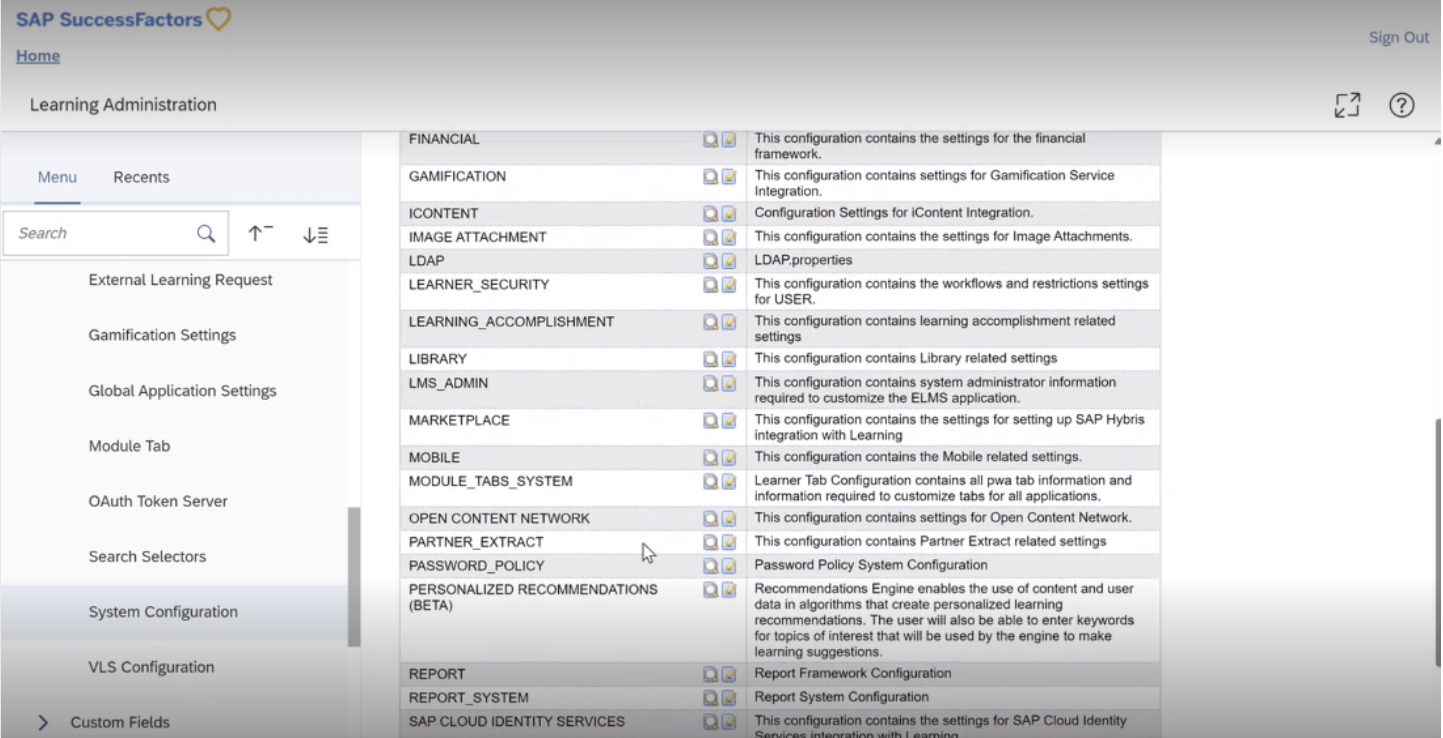 SAP SuccessFactors
Home
Sign Out
Learning Administration
Menu
Recents
Search
External Learning Request
Gamification Settings
Global Application Settings
Module Tab
OAuth Token Server
Search Selectors
System Configuration
VLS Configuration
Custom Fields
FINANCIAL
This configuration contains the settings for the financial
framework.
GAMIFICATION
This configuration contains settings for Gamification Service
Integration.
ICONTENT
Configuration Settings for iContent Integration.
IMAGE ATTACHMENT
This configuration contains the settings for Image Attachments.
LDAP
LDAP.properties
LEARNER_SECURITY
This configuration contains the workflows and restrictions settings
for USER.
LEARNING_ACCOMPLISHMENT
This configuration contains learning accomplishment related
settings
LIBRARY
This configuration contains Library related settings
LMS_ADMIN
This configuration contains system administrator information
required to customize the ELMS application.
MARKETPLACE
This configuration contains the settings for setting up SAP Hybris
integration with Learning
MOBILE
This configuration contains the Mobile related settings.
MODULE_TABS_SYSTEM
Learner Tab Configuration contains all pwa tab information and
information required to customize tabs for all applications.
OPEN CONTENT NETWORK
This configuration contains settings for Open Content Network.
PARTNER_EXTRACT
This configuration contains Partner Extract related settings
PASSWORD_POLICY
Password Policy System Configuration
PERSONALIZED RECOMMENDATIONS
(BETA)
Recommendations Engine enables the use of content and user
data in algorithms that create personalized learning
recommendations. The user will also be able to enter keywords
for topics of interest that will be used by the engine to make
learning suggestions.
REPORT
Report Framework Configuration
REPORT_SYSTEM
Report System Configuration
SAP CLOUD IDENTITY SERVICES
This configuration contains the settings for SAP Cloud Identity
Services integration with Learning